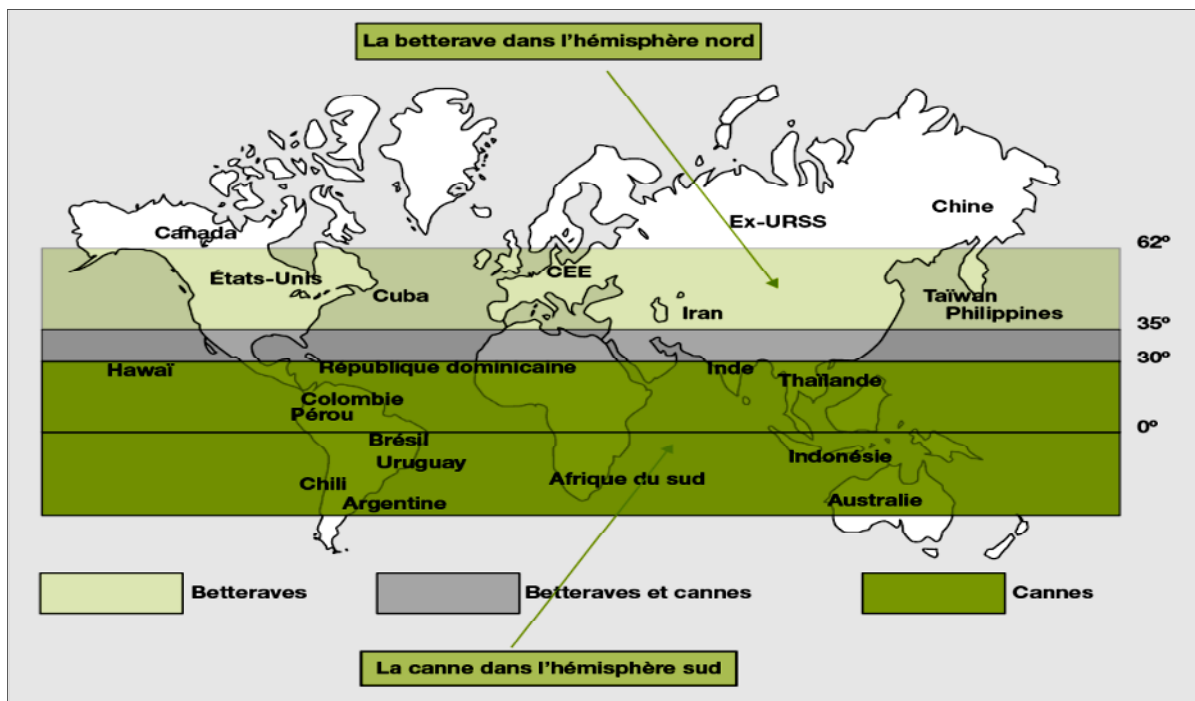 La betterave dans l'hémisphère nord
Chine
Ex-URSS
Canada
62º
États-Unis
CEE
Cuba
Taïwan
Iran
Philippines
35º
30º
Hawaï
République dominicaine
Inde
Thaïlande
Colombie
Pérou
0º
Brésil
Uruguay
Indonésie
Chili
Afrique du sud
Argentine
Australie
Betteraves
Betteraves et cannes
Cannes
La canne dans l'hémisphère sud